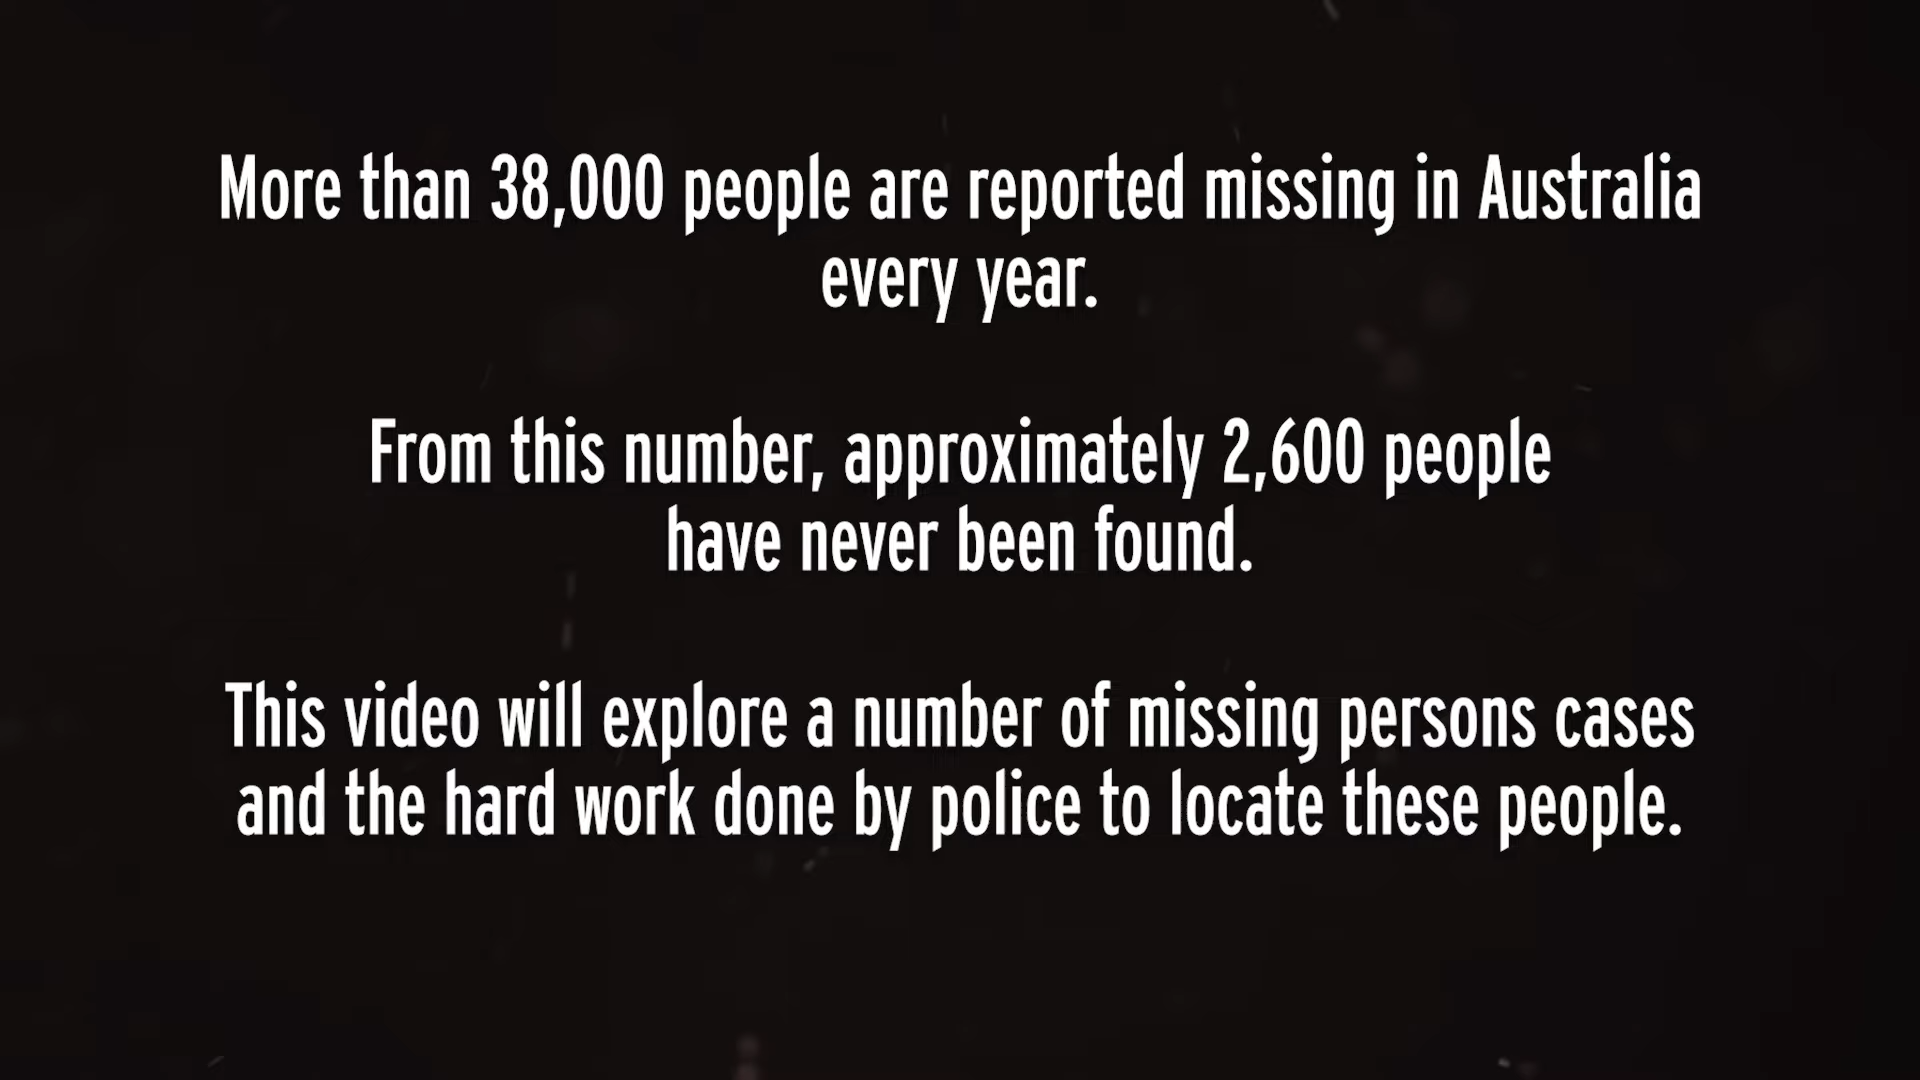 More than 38,000 people are reported missing in Australia
every year.
From this number, approximately 2,600 people
have never been found.
This video will explore a number of missing persons cases
and the hard work done by police to locate these people.